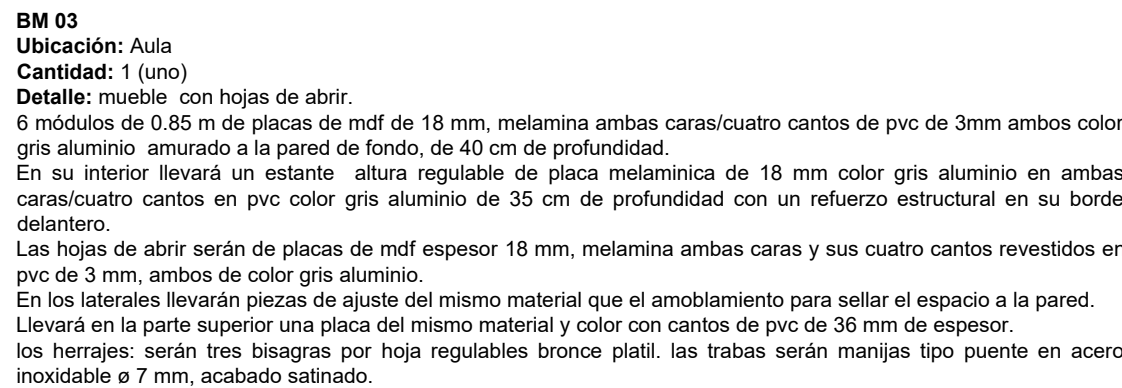 BM 03
Ubicación: Aula
Cantidad: 1 (uno)
Detalle: mueble con hojas de abrir.
6 módulos de 0.85 m de placas de mdf de 18 mm, melamina ambas caras/cuatro cantos de pvc de 3mm ambos color
gris aluminio amurado a la pared de fondo, de 40 cm de profundidad.
En su interior llevará un estante altura regulable de placa melaminica de 18 mm color gris aluminio en ambas
caras/cuatro cantos en pvc color gris aluminio de 35 cm de profundidad con un refuerzo estructural en su borde
delantero.
Las hojas de abrir serán de placas de mdf espesor 18 mm, melamina ambas caras y sus cuatro cantos revestidos en
pvc de 3 mm, ambos de color gris aluminio.
En los laterales llevarán piezas de ajuste del mismo material que el amoblamiento para sellar el espacio a la pared.
Llevará en la parte superior una placa del mismo material y color con cantos de pvc de 36 mm de espesor.
los herrajes: serán tres bisagras por hoja regulables bronce platil. las trabas serán manijas tipo puente en acero
inoxidable ø 7 mm, acabado satinado.